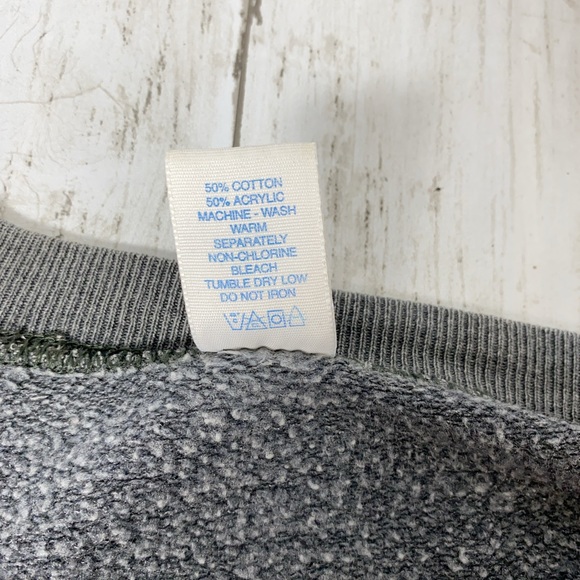 50% COTTON
50% ACRYLIC
MACHINE - WASH
WARM
SEPARATELY
NON-CHLORINE
BLEACH
TUMBLE DRY LOW
DO NOT IRON